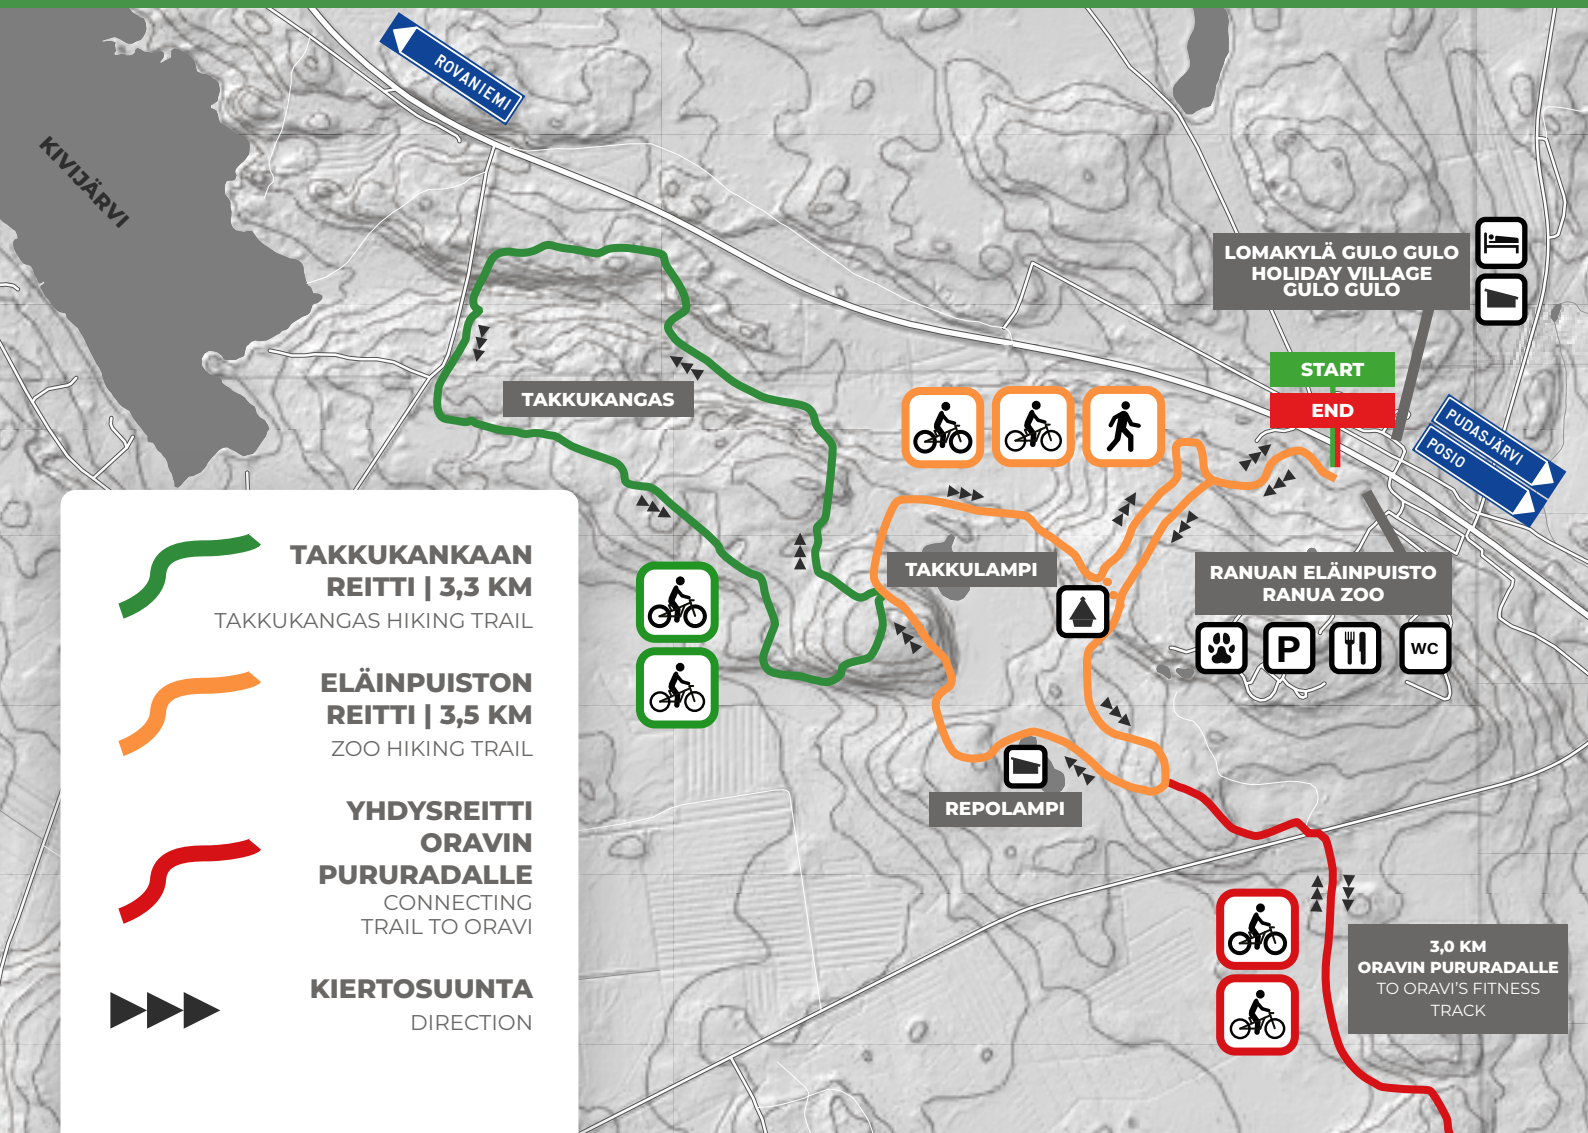 ROVANIEMI
KIVIJÄRVI
LOMAKYLÄ GULO GULO
HOLIDAY VILLAGE
GULO GULO
START
END
TAKKUKANGAS
PUDASJÄRVI
POSIO
TAKKULAMPI
RANUAN ELÄINPUISTO
RANUA ZOO
P
WC
REPOLAMPI
3,0 KM
ORAVIN PURURADALLE
TO ORAVI'S FITNESS
TRACK
TAKKUKANKAAN
REITTI | 3,3 KM
TAKKUKANGAS HIKING TRAIL
ELÄINPUISTON
REITTI | 3,5 KM
ZOO HIKING TRAIL
YHDYSREITTI
ORAVIN
PURURADALLE
CONNECTING
TRAIL TO ORAVI
KIERTOSUUNTA
DIRECTION